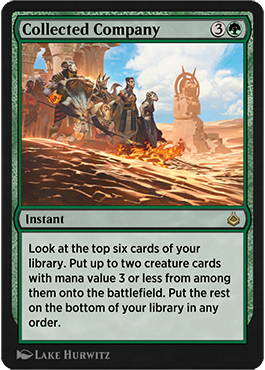 Collected Company 3
Instant
Look at the top six cards of your
library. Put up to two creature cards
with mana value 3 or less from among
them onto the battlefield. Put the rest
on the bottom of your library in any
order.
LAKE HURWITZ